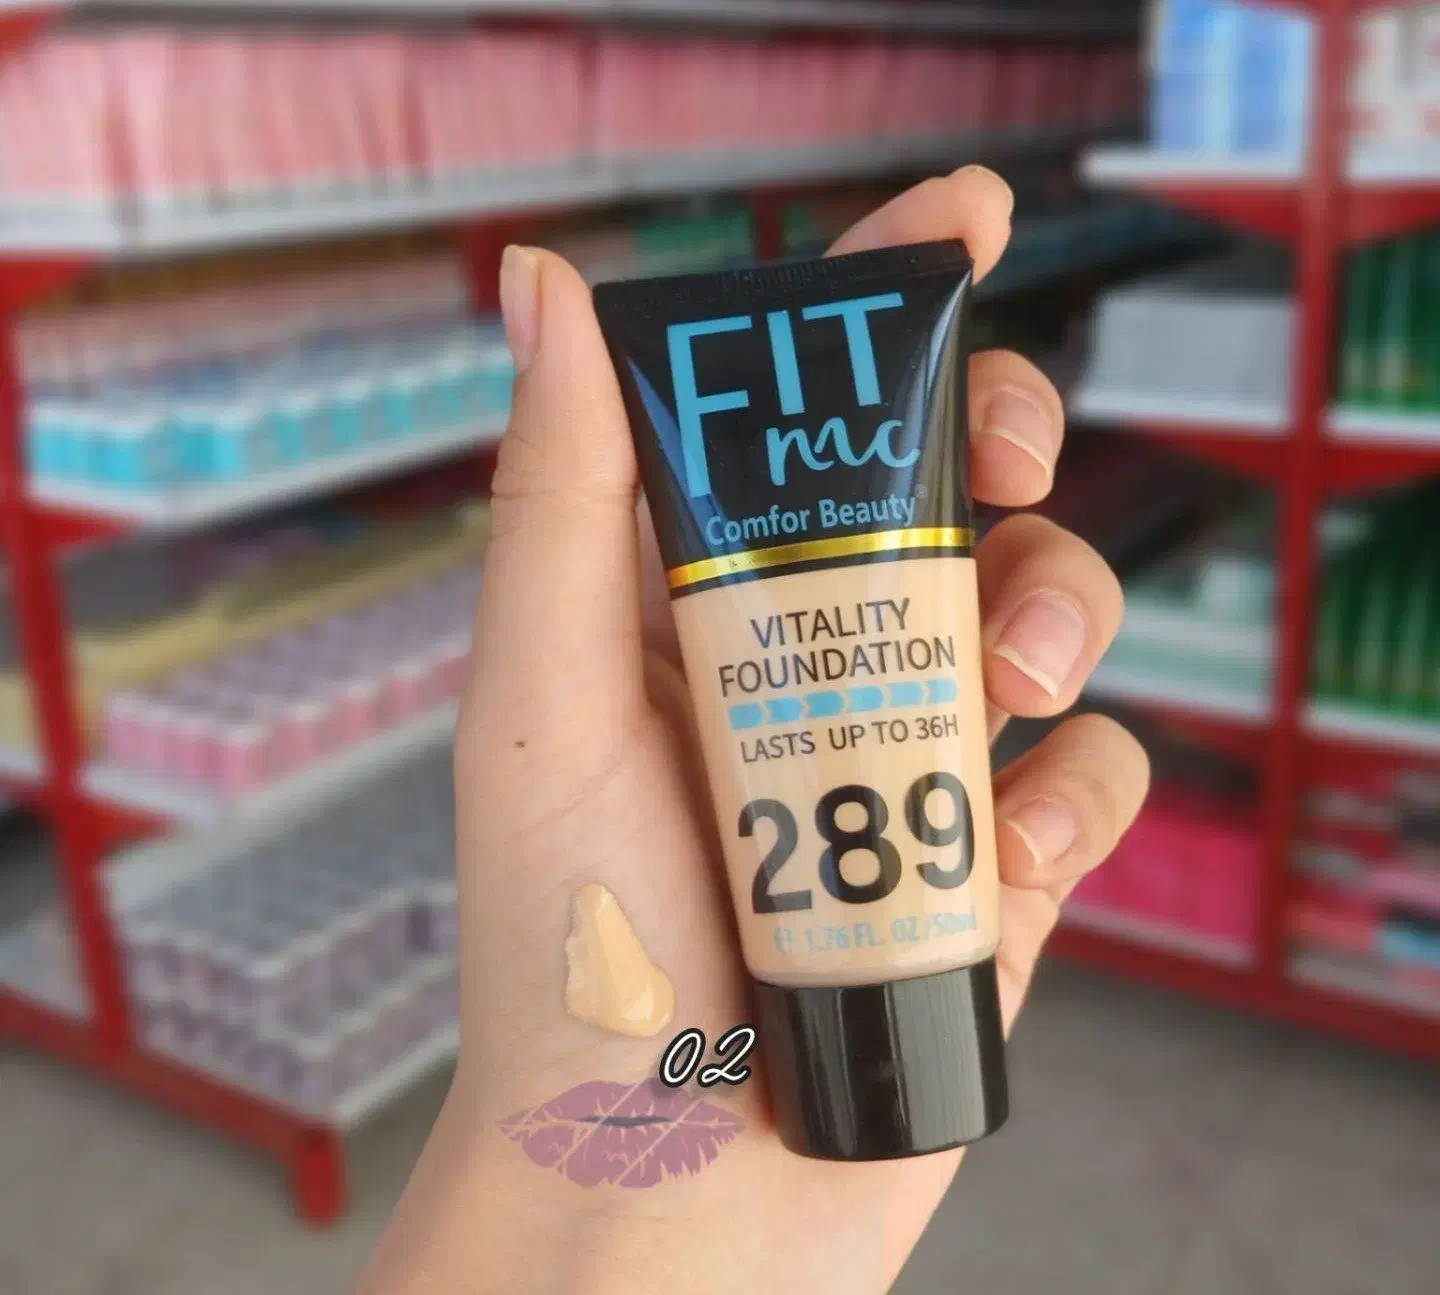 FIT
mc
Comfor Beauty®
VITALITY
FOUNDATION
LASTS UP TO 36H
289
1.76 FL. OZ/50ml
02